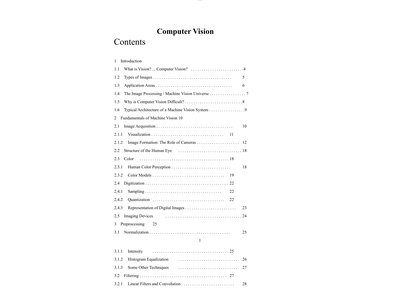 Computer Vision
Contents
1 Introduction
1.1 What is Vision? ... Computer Vision? . . . . . . . . . . . . . . . . . . . . . . . . . 4
1.2 Types of Images . . . . . . . . . . . . . . . . . . . . . . . . . . . . . . . . . . . 5
1.3 Application Areas . . . . . . . . . . . . . . . . . . . . . . . . . . . . . . . . . . 6
1.4 The Image Processing - Machine Vision Universe . . . . . . . . . . . . . . . . . . 7
1.5 Why is Computer Vision Difficult? . . . . . . . . . . . . . . . . . . . . . . . . . 8
1.6 Typical Architecture of a Machine Vision System . . . . . . . . . . . . . . . . . . 9
2 Fundamentals of Machine Vision 10
2.1 Image Acquisition . . . . . . . . . . . . . . . . . . . . . . . . . . . . . . . . . . 10
2.1.1 Visualization . . . . . . . . . . . . . . . . . . . . . . . . . . . . . . . 11
2.1.2 Image Formation: The Role of Cameras . . . . . . . . . . . . . . . . . . . 12
2.2 Structure of the Human Eye . . . . . . . . . . . . . . . . . . . . . . . . . . 18
2.3 Color . . . . . . . . . . . . . . . . . . . . . . . . . . . . . . . . . . . 18
2.3.1 Human Color Perception . . . . . . . . . . . . . . . . . . . . . . . . . . 18
2.3.2 Color Models . . . . . . . . . . . . . . . . . . . . . . . . . . . . 19
2.4 Digitization . . . . . . . . . . . . . . . . . . . . . . . . . . . . . . . . 22
2.4.1 Sampling . . . . . . . . . . . . . . . . . . . . . . . . . . . . . . 22
2.4.2 Quantization . . . . . . . . . . . . . . . . . . . . . . . . . . . . 22
2.4.3 Representation of Digital Images . . . . . . . . . . . . . . . . . . . . . 23
2.5 Imaging Devices . . . . . . . . . . . . . . . . . . . . . . . . . . . . . . 24
3 Preprocessing 25
3.1 Normalization . . . . . . . . . . . . . . . . . . . . . . . . . . . . . . . . 25
1
3.1.1 Intensity . . . . . . . . . . . . . . . . . . . . . . . . . . . . . 25
3.1.2 Histogram Equalization . . . . . . . . . . . . . . . . . . . . . . . . . 26
3.1.3 Some Other Techniques . . . . . . . . . . . . . . . . . . . . . . . . . 27
3.2 Filtering . . . . . . . . . . . . . . . . . . . . . . . . . . . . . . . . . 27
3.2.1 Linear Filters and Convolution . . . . . . . . . . . . . . . . . . . . . . 28